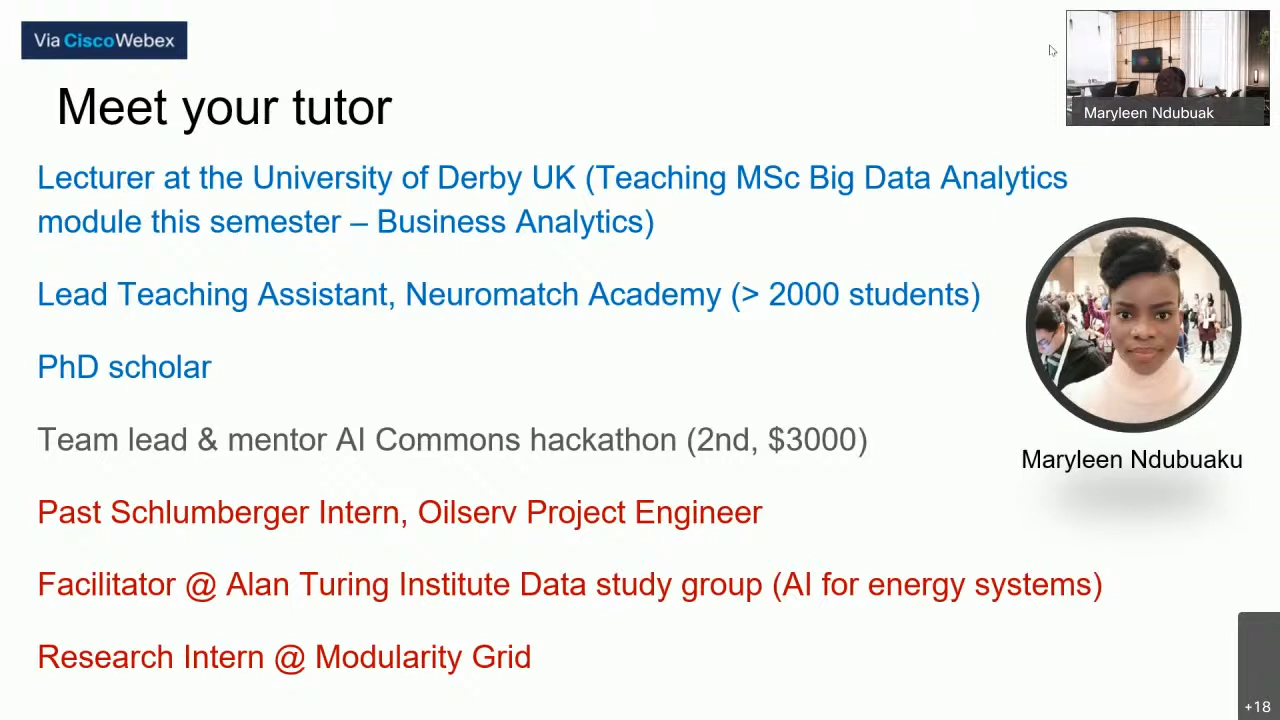 Via CiscoWebex
Maryleen Ndubuak
Meet your tutor
Lecturer at the University of Derby UK (Teaching MSc Big Data Analytics
module this semester – Business Analytics)
Lead Teaching Assistant, Neuromatch Academy (> 2000 students)
PhD scholar
Team lead & mentor AI Commons hackathon (2nd, $3000)
Maryleen Ndubuaku
Past Schlumberger Intern, Oilserv Project Engineer
Facilitator @ Alan Turing Institute Data study group (AI for energy systems)
Research Intern @ Modularity Grid
+18